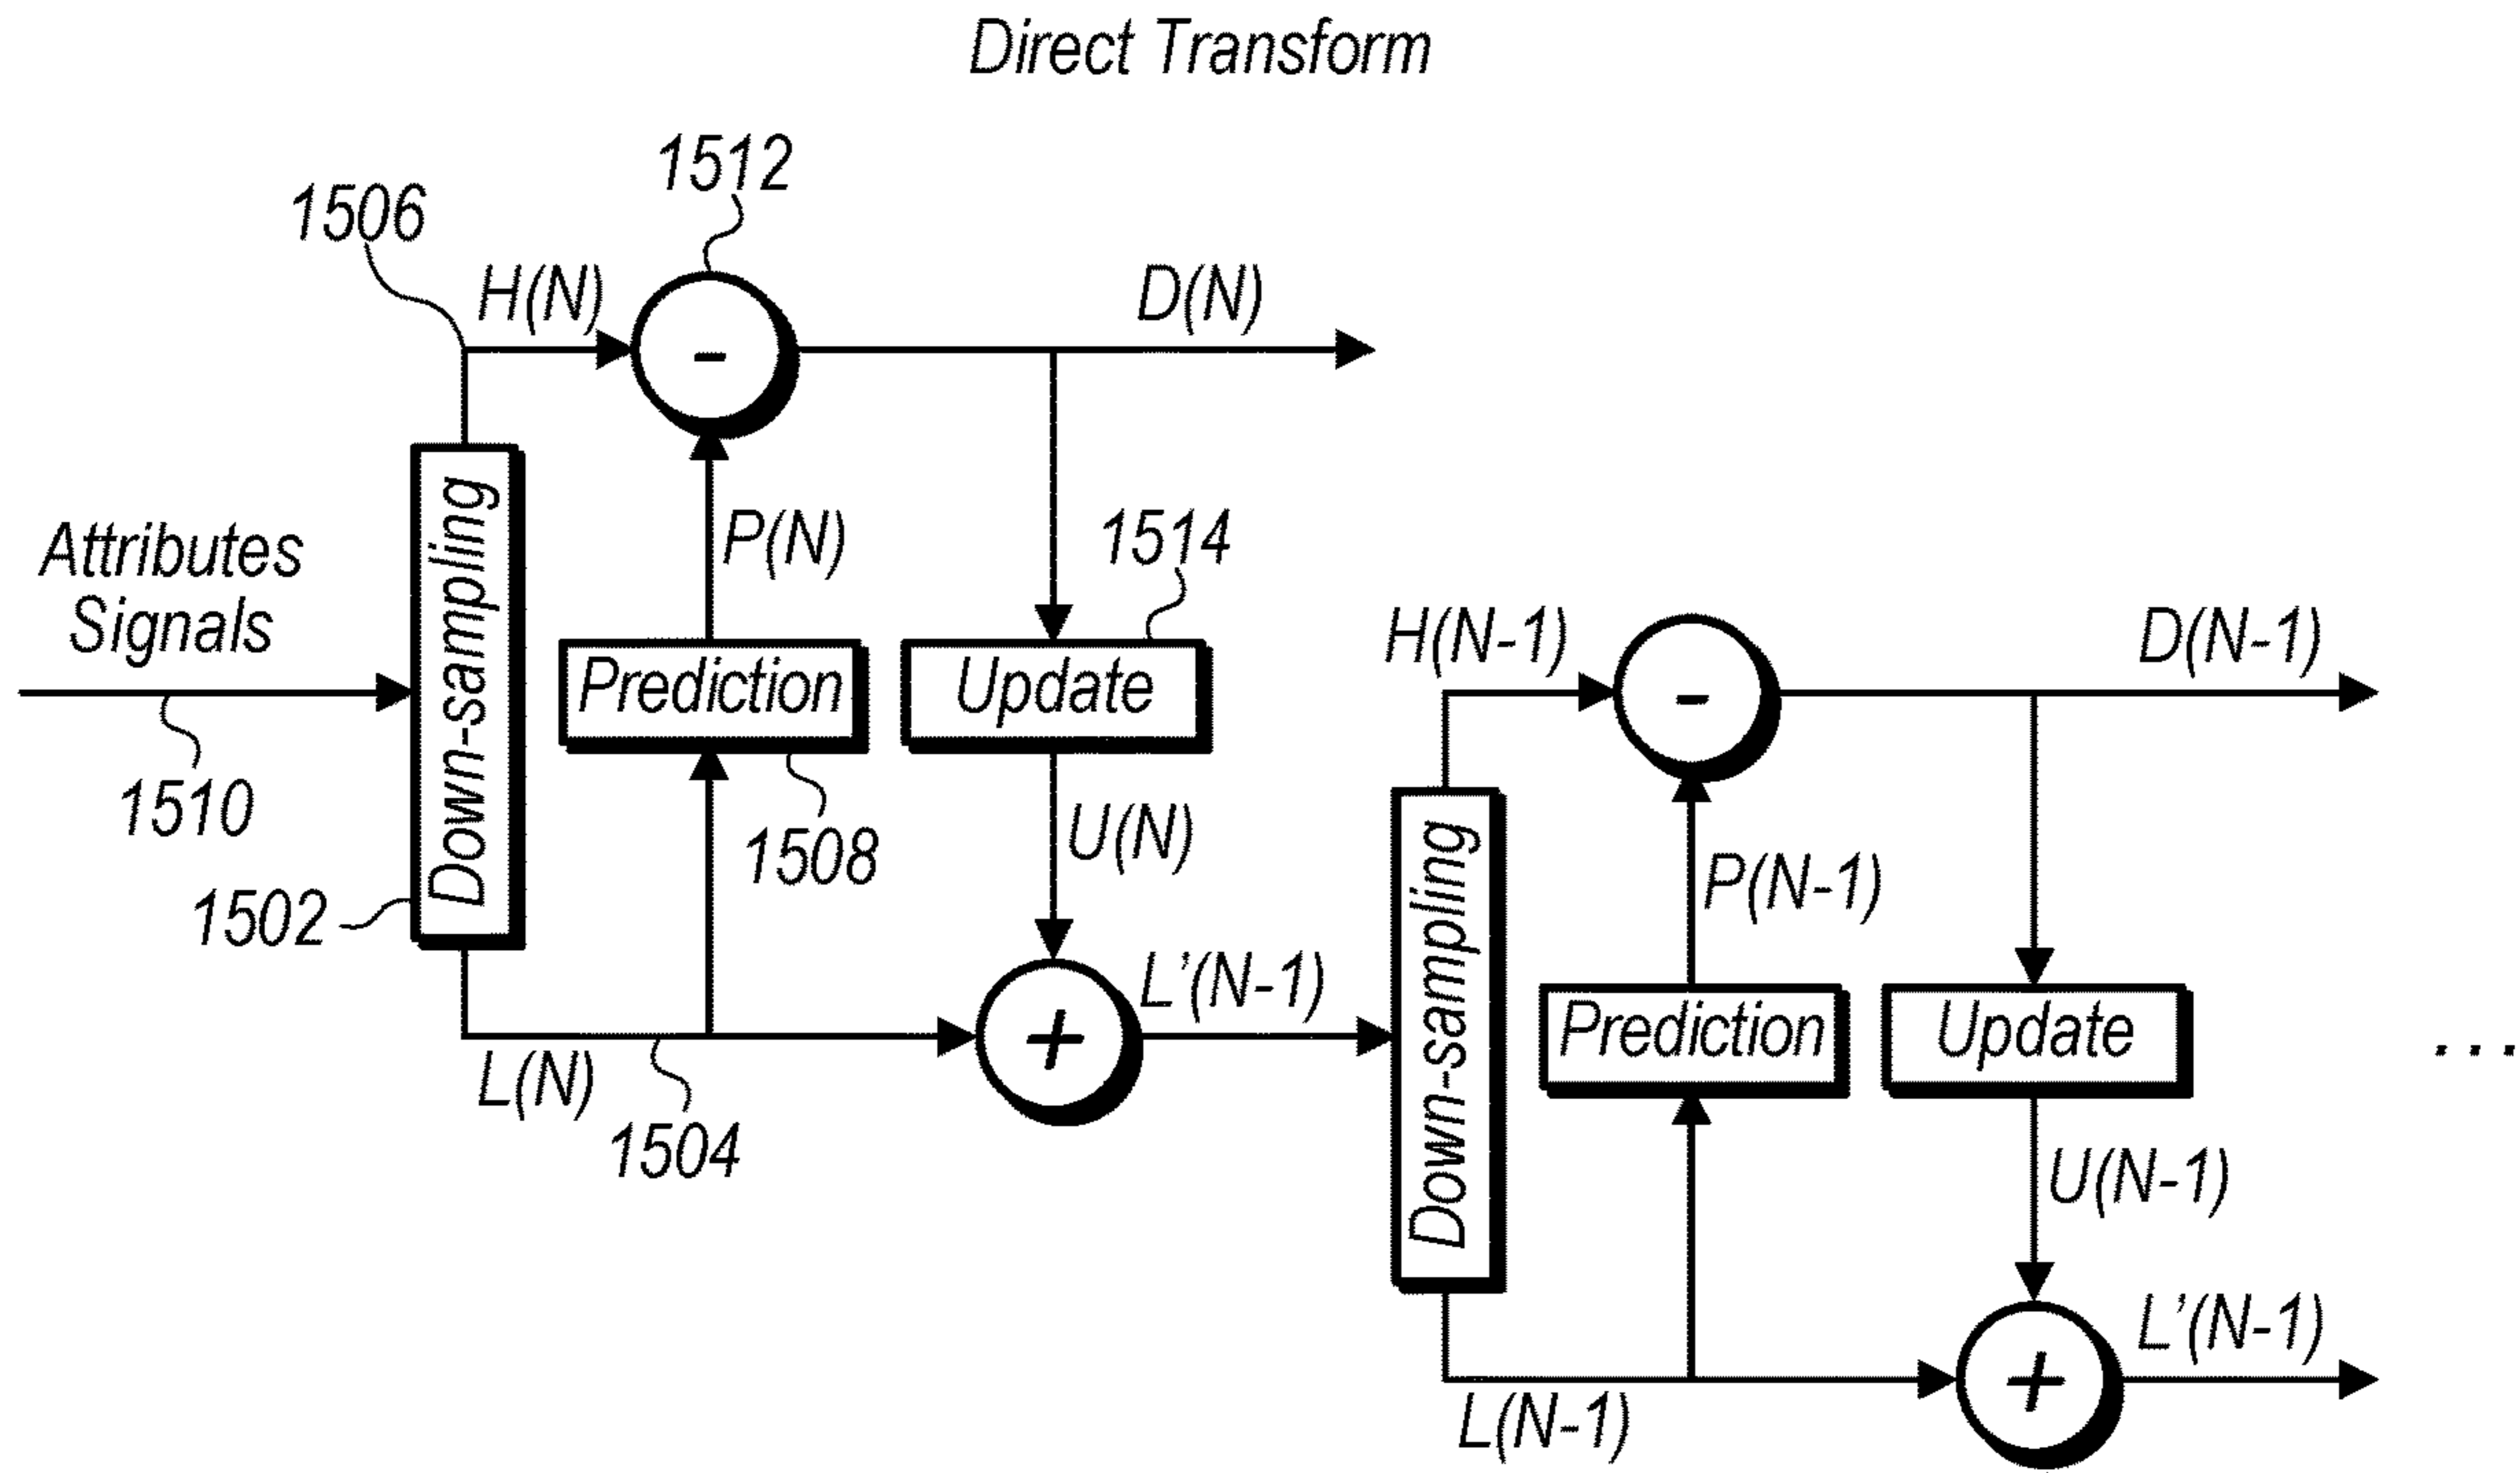 Direct Transform
1512
1506
H(N)
D(N)
Attributes
Signals
1510
1502
Down-sampling
P(N)
1514
Prediction
Update
1508
U(N)
L(N)
1504
+
-
L'(N-1)
H(N-1)
D(N-1)
-
Down-sampling
P(N-1)
Prediction
Update
...
U(N-1)
L(N-1)
+
L'(N-1)